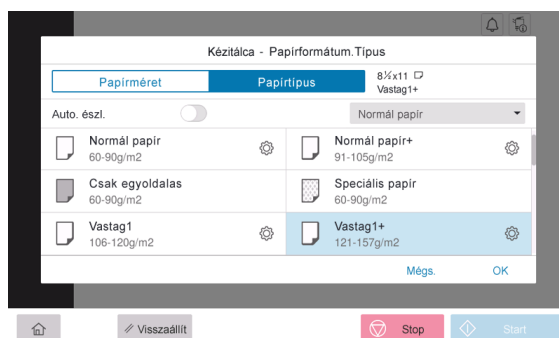 Kézitálca - Papírformátum.Típus
Papírméret
Papírtípus
8½x11
Vastag1+
Auto. észl.
Normál papír
Normál papír
60-90g/m2
Normál papír+
91-105g/m2
Csak egyoldalas
60-90g/m2
Speciális papír
60-90g/m2
Vastag1
106-120g/m2
Vastag1+
121-157g/m2
Mégs.
OK
Visszaállít
Stop
Start